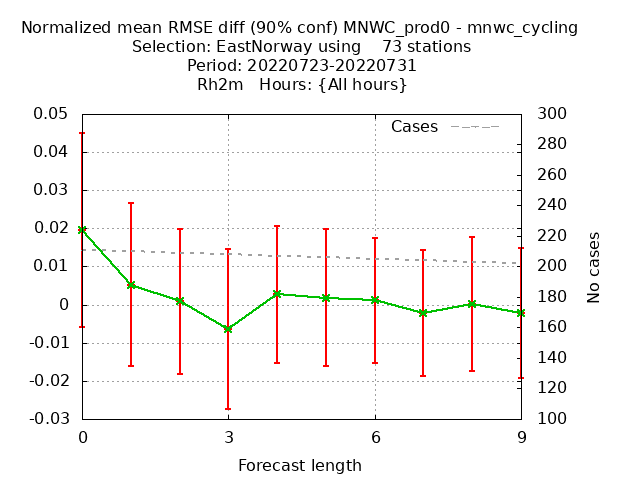 Normalized mean RMSE diff (90% conf) MNWC_prod0 - mnwc_cycling
Selection: EastNorway using    73 stations
Period: 20220723-20220731
Rh2m   Hours: {All hours}
Cases
0.05
0.04
0.03
0.02
0.01
0
-0.01
-0.02
-0.03
300
280
260
240
220
200
180
160
140
120
100
No cases
0 3 6 9
Forecast length